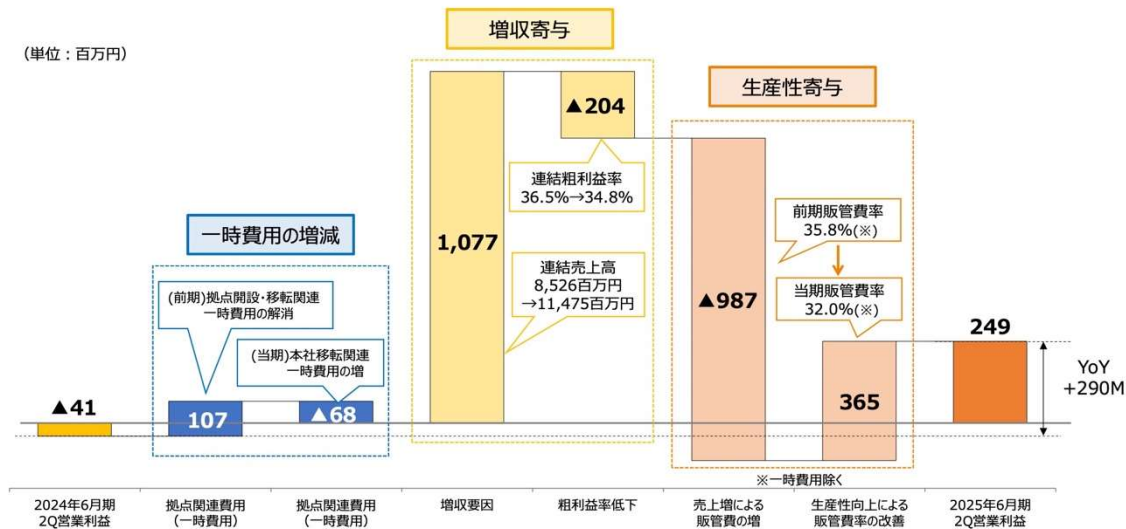 (単位：百万円)
増収寄与
▲204
連結粗利益率
36.5%→34.8%
生産性寄与
一時費用の増減
(前期)拠点開設・移転関連
一時費用の解消
(当期)本社移転関連
一時費用の増
1,077
連結売上高
8,526百万円
→11,475百万円
前期販管費率
35.8%(※)
当期販管費率
32.0%(※)
▲987
365
249
YoY
+290M
▲41
107
▲68
※一時費用除く
2024年6月期
2Q営業利益
拠点関連費用
(一時費用)
拠点関連費用
(一時費用)
増収要因
粗利益率低下
売上増による
販管費の増
生産性向上による
販管費率の改善
2025年6月期
2Q営業利益